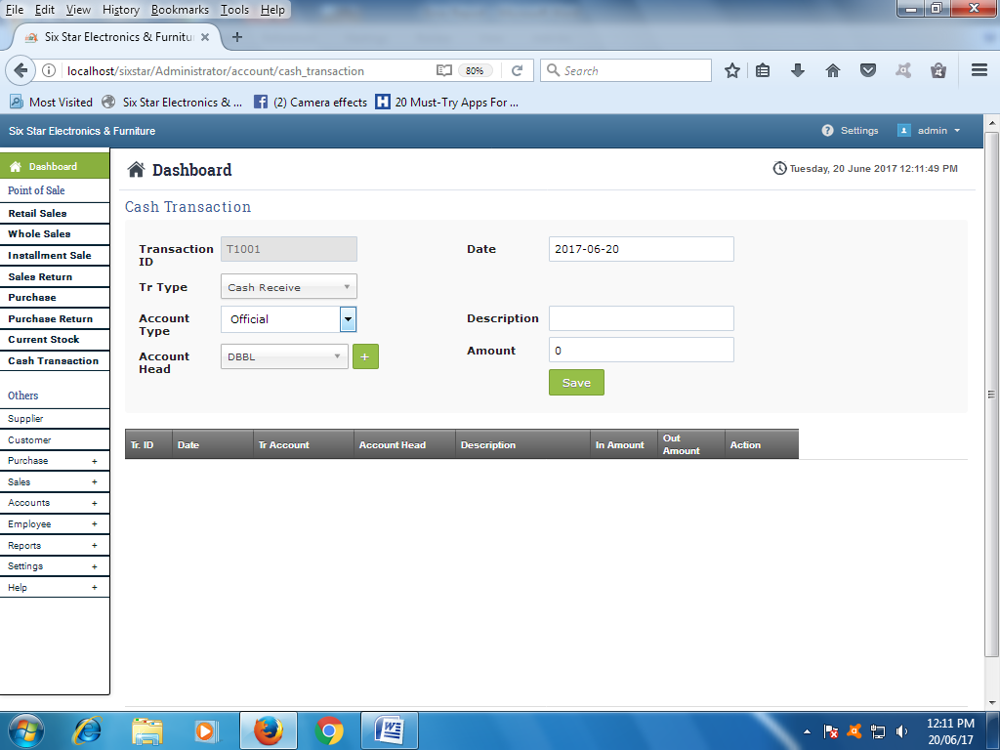 File Edit View History Bookmarks Tools Help
Six Star Electronics & Furnitu
localhost/sixstar/Administrator/account/cash_transaction 80% Search
Most Visited Six Star Electronics & ... (2) Camera effects 20 Must-Try Apps For ...
Six Star Electronics & Furniture Settings admin
Dashboard
Point of Sale
Retail Sales
Whole Sales
Installment Sale
Sales Return
Purchase
Purchase Return
Current Stock
Cash Transaction
Others
Supplier
Customer
Purchase +
Sales +
Accounts +
Employee +
Reports +
Settings +
Help +
Dashboard Tuesday, 20 June 2017 12:11:49 PM
Cash Transaction
Transaction ID T1001 Date 2017-06-20
Tr Type Cash Receive
Account Type Official Description
Account Head DBBL + Amount 0
Save
Tr. ID Date Tr Account Account Head Description In Amount Out Amount Action
12:11 PM
20/06/17